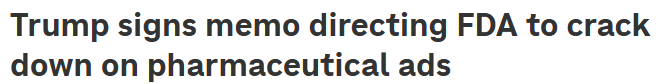 Trump signs memo directing FDA to crack
down on pharmaceutical ads